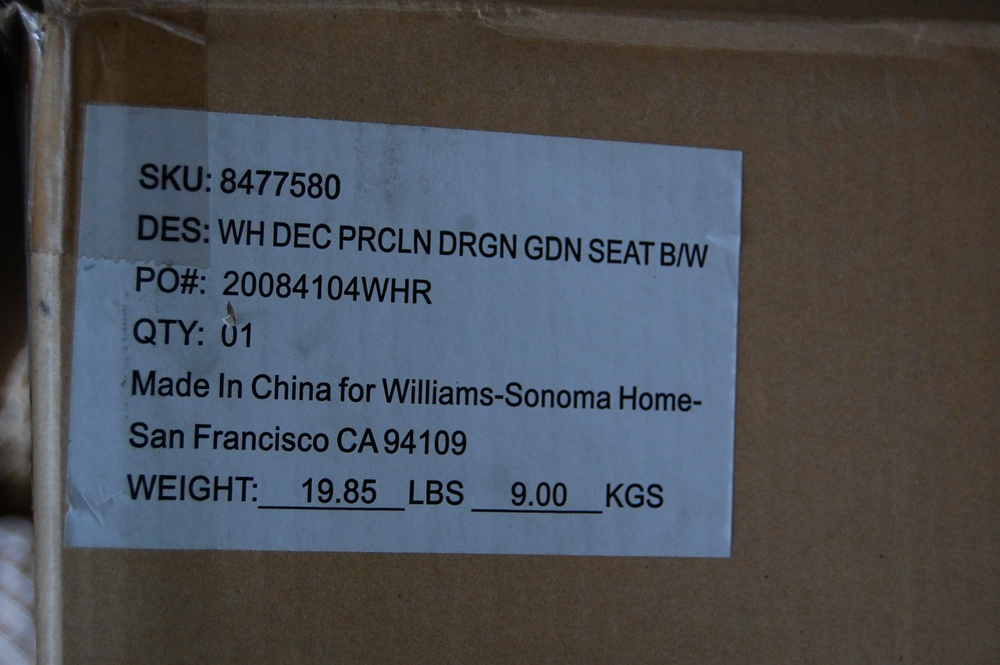 SKU: 8477580
DES: WH DEC PRCLN DRGN GDN SEAT B/W
PO#: 20084104WHR
QTY: 01
Made In China for Williams-Sonoma Home-
San Francisco CA 94109
WEIGHT: 19.85 LBS 9.00 KGS